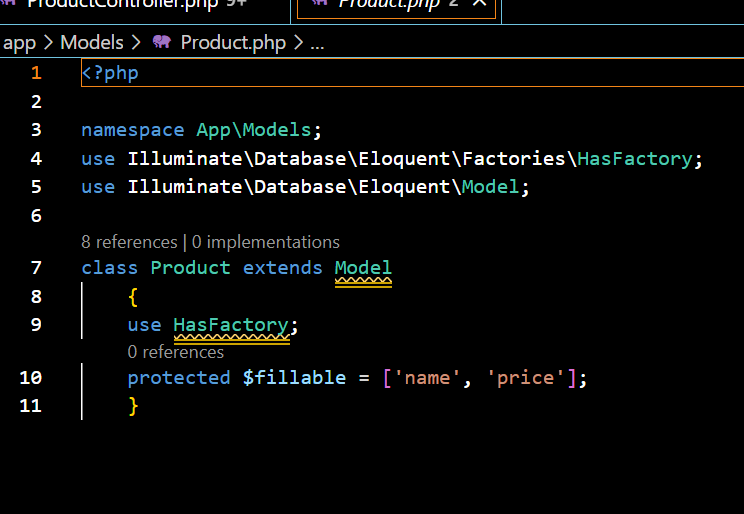 ProductController.php 9+ Product.php 2
app > Models > Product.php > ...
1 <?php
2
3 namespace App\Models;
4 use Illuminate\Database\Eloquent\Factories\HasFactory;
5 use Illuminate\Database\Eloquent\Model;
6
8 references | 0 implementations
7 class Product extends Model
8 {
9 use HasFactory;
0 references
10 protected $fillable = ['name', 'price'];
11 }